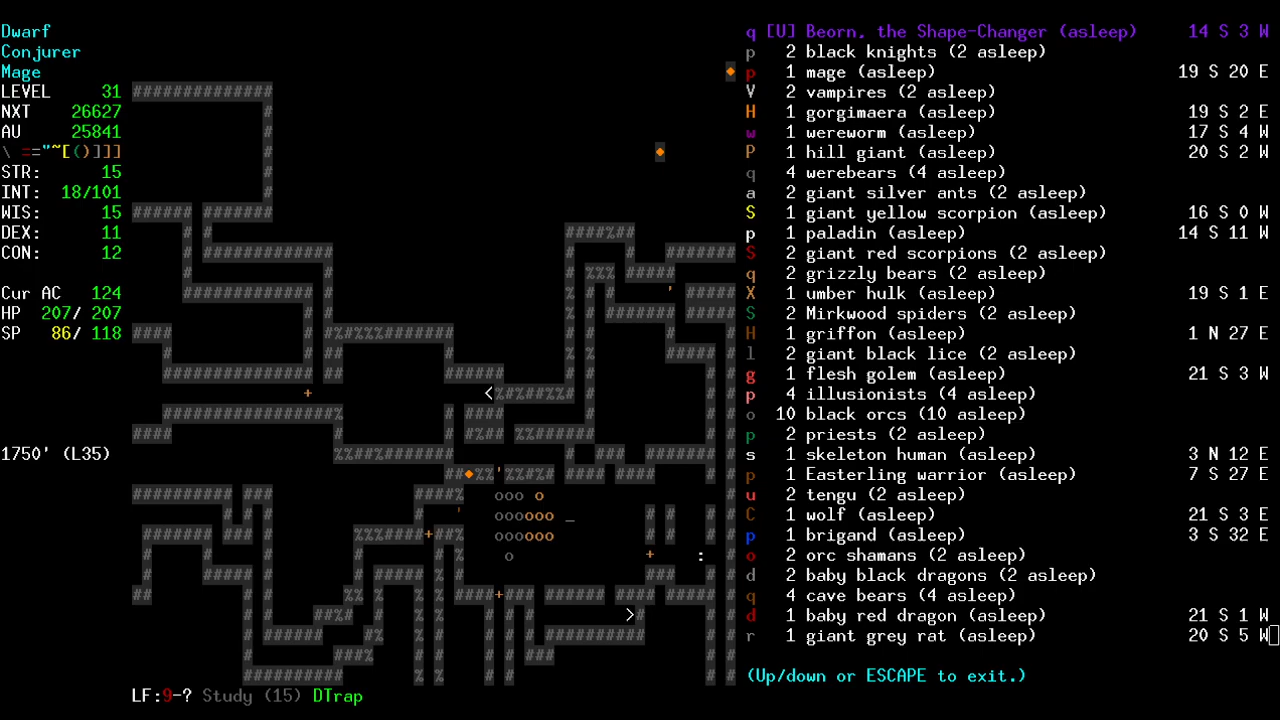 Dwarf
Conjurer
Mage
LEVEL 31
NXT 26627
AU 25841
\ =="~[()]]]
STR: 15
INT: 18/101
WIS: 15
DEX: 11
CON: 12
Cur AC 124
HP 207/ 207
SP 86/ 118
1750' (L35)
q [U] Beorn, the Shape-Changer (asleep) 14 S 3 W
p 2 black knights (2 asleep)
p 1 mage (asleep) 19 S 20 E
V 2 vampires (2 asleep)
H 1 gorgimaera (asleep) 19 S 2 E
w 1 wereworm (asleep) 17 S 4 W
P 1 hill giant (asleep) 20 S 2 W
q 4 werebears (4 asleep)
a 2 giant silver ants (2 asleep)
S 1 giant yellow scorpion (asleep) 16 S 0 W
p 1 paladin (asleep) 14 S 11 W
S 2 giant red scorpions (2 asleep)
q 2 grizzly bears (2 asleep)
X 1 umber hulk (asleep) 19 S 1 E
S 2 Mirkwood spiders (2 asleep)
H 1 griffon (asleep) 1 N 27 E
l 2 giant black lice (2 asleep)
g 1 flesh golem (asleep) 21 S 3 W
p 4 illusionists (4 asleep)
o 10 black orcs (10 asleep)
p 2 priests (2 asleep)
s 1 skeleton human (asleep) 3 N 12 E
p 1 Easterling warrior (asleep) 7 S 27 E
u 2 tengu (2 asleep)
C 1 wolf (asleep) 21 S 3 E
p 1 brigand (asleep) 3 S 32 E
o 2 orc shamans (2 asleep)
d 2 baby black dragons (2 asleep)
q 4 cave bears (4 asleep)
d 1 baby red dragon (asleep) 21 S 1 W
r 1 giant grey rat (asleep) 20 S 5 W
(Up/down or ESCAPE to exit.)
ooo o
oooooo _
oooooo
o
LF:9-? Study (15) DTrap